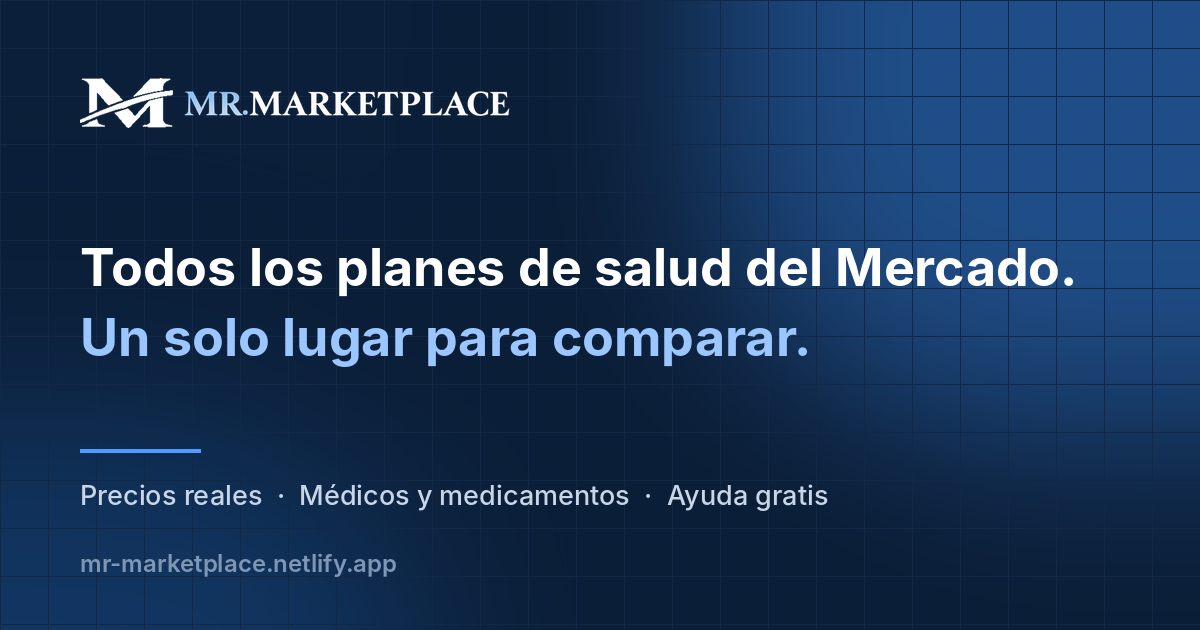 MR.MARKETPLACE
Todos los planes de salud del Mercado.
Un solo lugar para comparar.
Precios reales · Médicos y medicamentos · Ayuda gratis
mr-marketplace.netlify.app